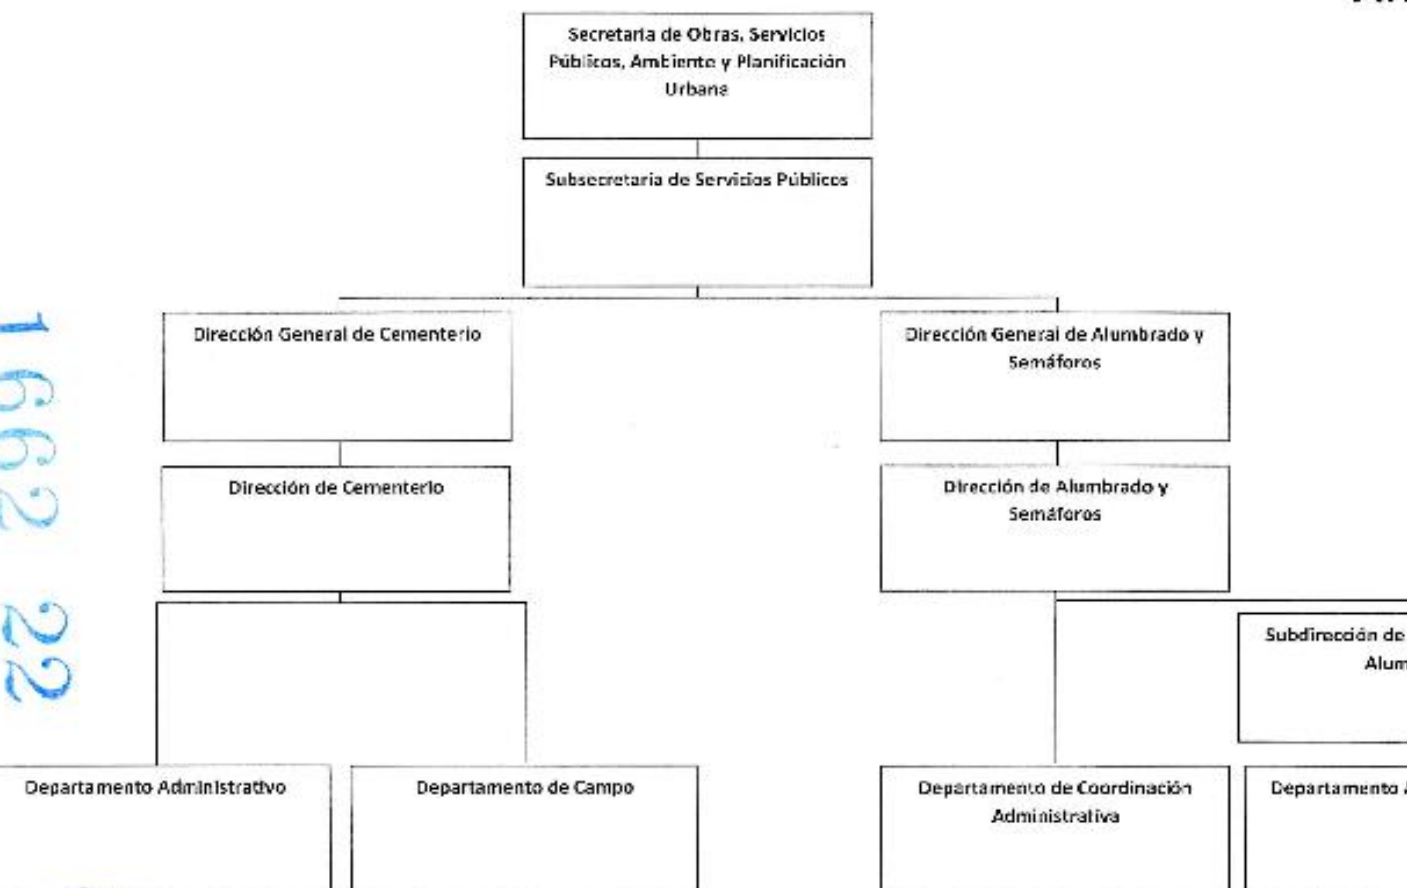 Secretaria de Obras, Servicios
Públicos, Ambiente y Planificación
Urbana
Subsecretaria de Servicios Públicos
Dirección General de Cementerio
Dirección General de Alumbrado y
Semáforos
Dirección de Cementerio
Dirección de Alumbrado y
Semáforos
1662 22
Subdirección de
Alum
Departamento Administrativo
Departamento de Campo
Departamento de Coordinación
Administrativa
Departamento